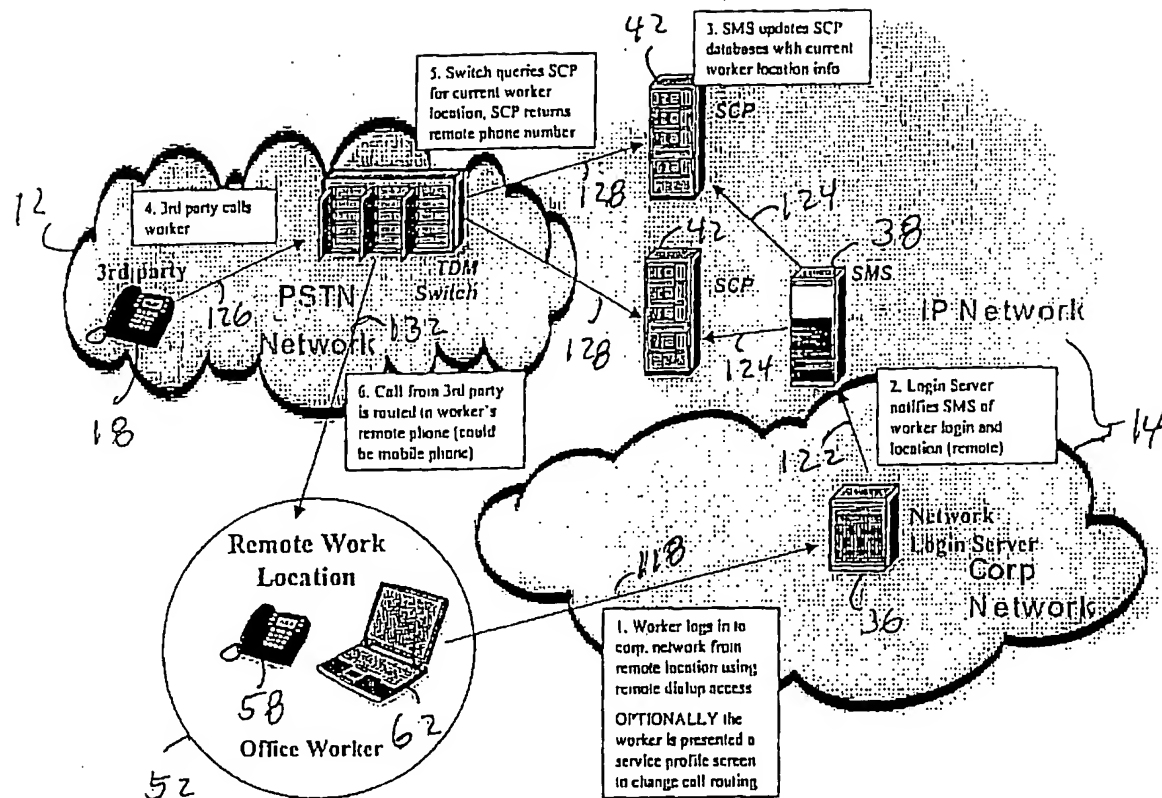 42
3. SMS updates SCP
databases with current
worker location info
5. Switch queries SCP
for current worker
location, SCP returns
remote phone number
SCP
12
4. 3rd party calls
worker
128
124
42
38
3rd party
TDM
Switch
SCP
SMS
126
PSTN
Network
132
IP Network
128
124
18
6. Call from 3rd party
is routed to worker's
remote phone (could
be mobile phone)
2. Login Server
notifies SMS of
worker login and
location (remote)
14
122
Remote Work
Location
118
Network
Login Server
Corp
Network
36
1. Worker logs in to
corp. network from
remote location using
remote dialup access
OPTIONALLY the
worker is presented a
service profile screen
to change call routing
58
62
Office Worker
52